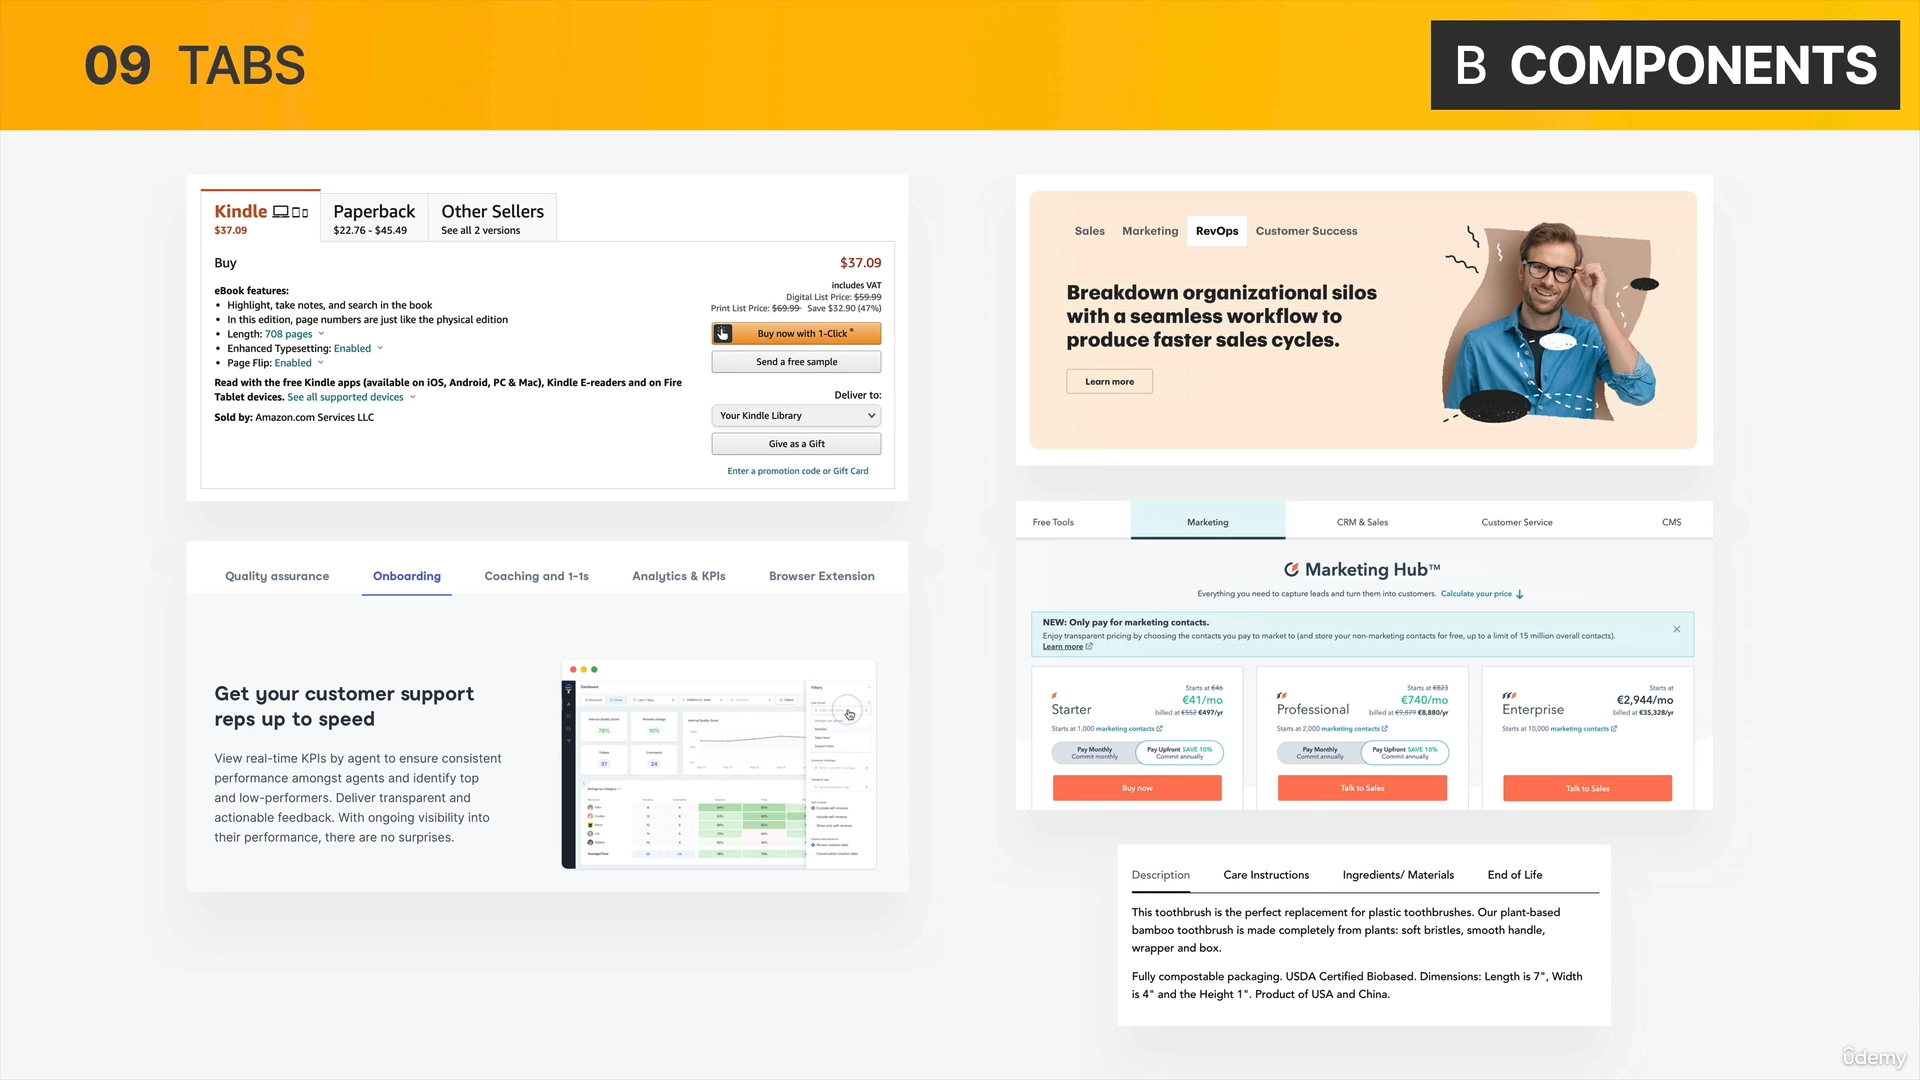 09 TABS
B COMPONENTS
Kindle
$37.09
Paperback
$22.76 - $45.49
Other Sellers
See all 2 versions
Buy
$37.09
eBook features:
• Highlight, take notes, and search in the book
• In this edition, page numbers are just like the physical edition
• Length: 708 pages
• Enhanced Typesetting: Enabled
• Page Flip: Enabled
Read with the free Kindle apps (available on iOS, Android, PC & Mac), Kindle E-readers and on Fire
Tablet devices. See all supported devices
Sold by: Amazon.com Services LLC
includes VAT
Digital List Price: $59.99
Print List Price: $69.99 Save $32.90 (47%)
Buy now with 1-Click ®
Send a free sample
Deliver to:
Your Kindle Library
Give as a Gift
Enter a promotion code or Gift Card
Sales Marketing RevOps Customer Success
Breakdown organizational silos
with a seamless workflow to
produce faster sales cycles.
Learn more
Quality assurance Onboarding Coaching and 1-1s Analytics & KPIs Browser Extension
Get your customer support
reps up to speed
View real-time KPIs by agent to ensure consistent
performance amongst agents and identify top
and low-performers. Deliver transparent and
actionable feedback. With ongoing visibility into
their performance, there are no surprises.
Dashboard
Filters
Internal Quality Score
78%
10%
37
24
Free Tools Marketing CRM & Sales Customer Service CMS
Marketing Hub™
Everything you need to capture leads and turn them into customers. Calculate your price
NEW: Only pay for marketing contacts.
Enjoy transparent pricing by choosing the contacts you pay to market to (and store your non-marketing contacts for free, up to a limit of 15 million overall contacts).
Learn more
Starter
Starts at €46
€41/mo
billed at €552 €497/yr
Starts at 1,000 marketing contacts
Pay Monthly
Commit monthly
Pay Upfront SAVE 10%
Commit annually
Buy now
Professional
Starts at €823
€740/mo
billed at €9,879 €8,880/yr
Starts at 2,000 marketing contacts
Pay Monthly
Commit monthly
Pay Upfront SAVE 10%
Commit annually
Talk to Sales
Enterprise
Starts at
€2,944/mo
billed at €35,328/yr
Starts at 10,000 marketing contacts
Talk to Sales
Description Care Instructions Ingredients/ Materials End of Life
This toothbrush is the perfect replacement for plastic toothbrushes. Our plant-based
bamboo toothbrush is made completely from plants: soft bristles, smooth handle,
wrapper and box.
Fully compostable packaging. USDA Certified Biobased. Dimensions: Length is 7", Width
is 4" and the Height 1". Product of USA and China.
ûdemy